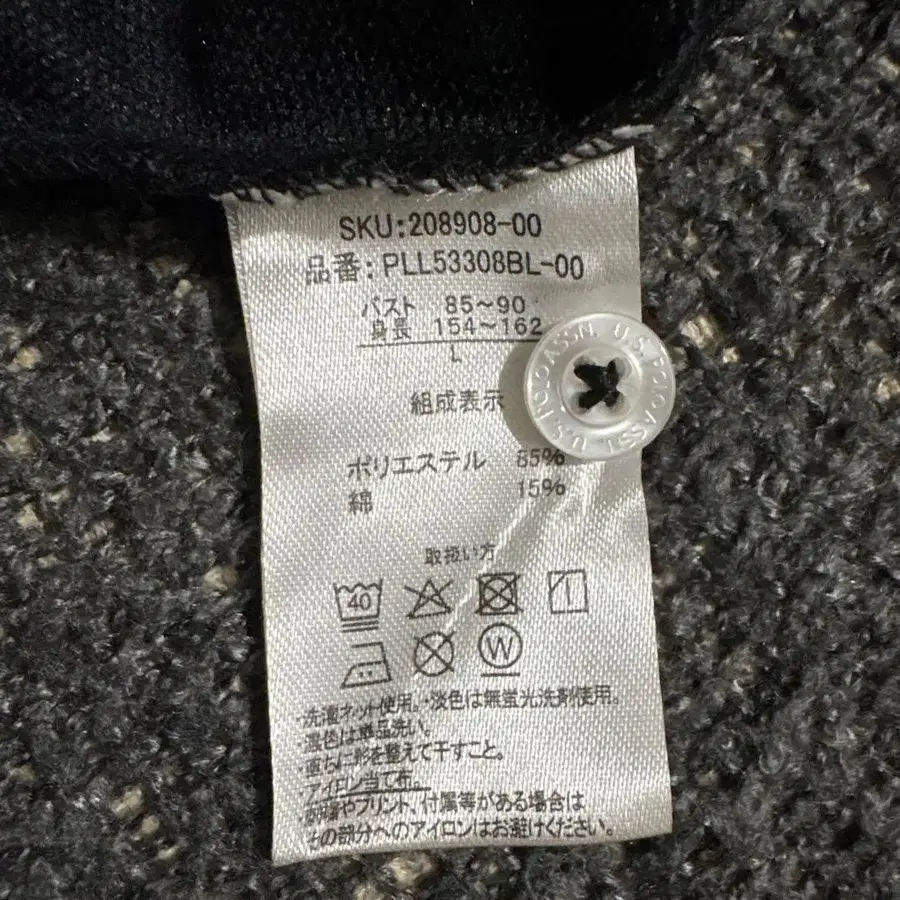 SKU:208908-00
品番:PLL53308BL-00
バスト 85~90
身長 154~162
L
U.S. POLO ASSN. U.S. POLO ASSN.
組成表示
ポリエステル 85%
綿 15%
取扱い方
40
W
・洗濯ネット使用。・淡色は無蛍光洗剤使用。
・濃色は単品洗い。
・直ちに形を整えて干すこと。
アイロン当て布。
刺繍やプリント、付属等がある場合は
その部分へのアイロンはお避けください。